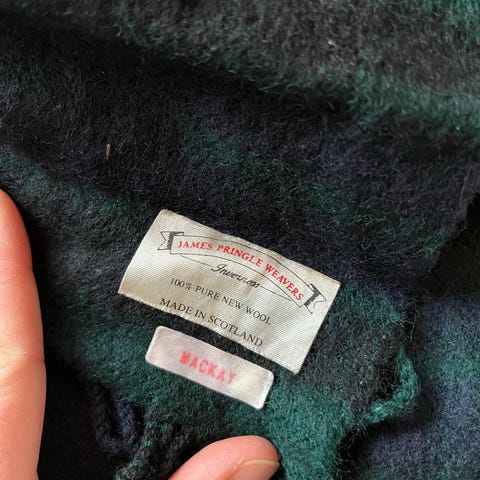 JAMES PRINGLE WEAVERS
Inverness
100% PURE NEW WOOL
MADE IN SCOTLAND
MACKAY